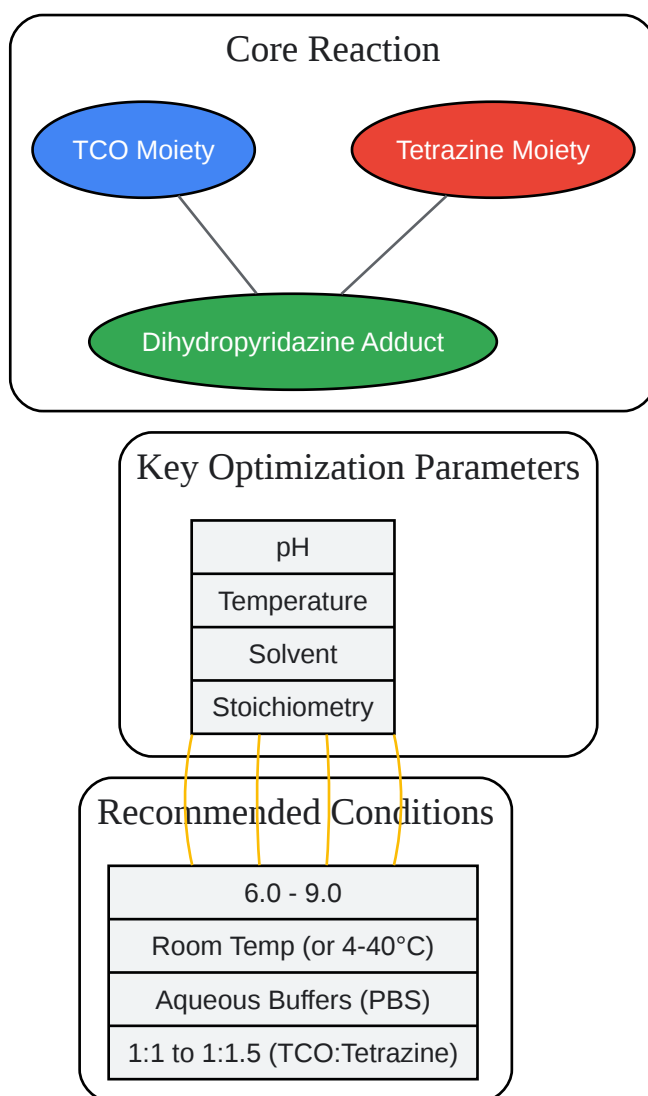 Core Reaction
TCO Moiety
Tetrazine Moiety
Dihydropyridazine Adduct
Key Optimization Parameters
pH
Temperature
Solvent
Stoichiometry
Recommended Conditions
6.0 - 9.0
Room Temp (or 4-40°C)
Aqueous Buffers (PBS)
1:1 to 1:1.5 (TCO:Tetrazine)